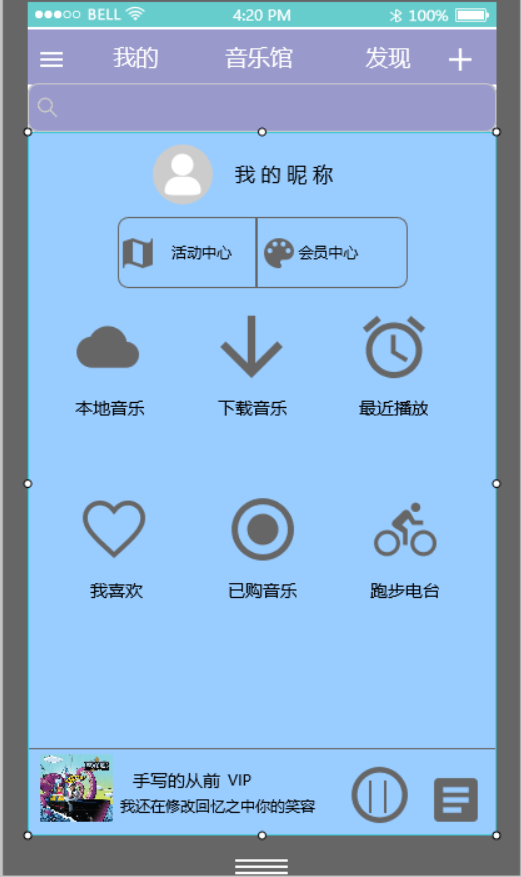 BELL 4:20 PM 100%
我的 音乐馆 发现
我的昵称
活动中心 会员中心
本地音乐 下载音乐 最近播放
我喜欢 已购音乐 跑步电台
手写的从前 VIP
我还在修改回忆之中你的笑容